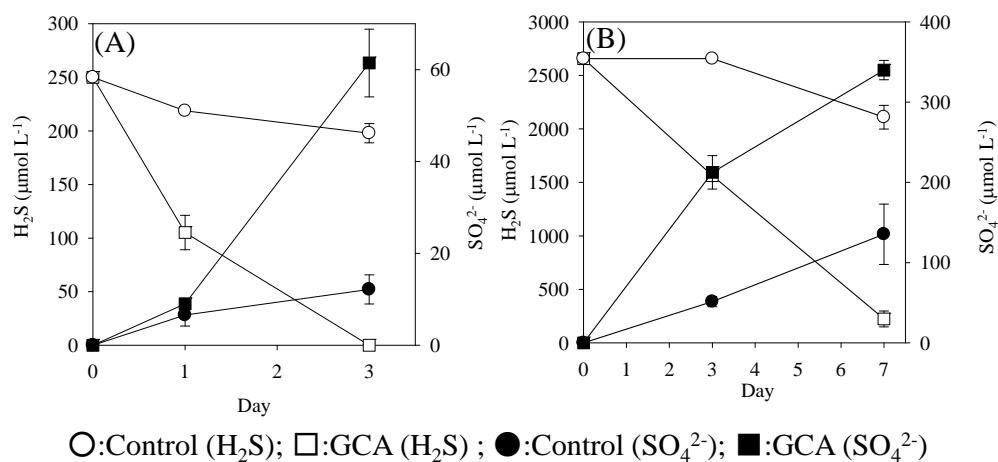 (A)
300
250
200
150
100
50
0
H₂S (μmol L⁻¹)
60
40
20
0
SO₄²⁻ (μmol L⁻¹)
0 1 2 3
Day
(B)
3000
2500
2000
1500
1000
500
0
H₂S (μmol L⁻¹)
400
300
200
100
0
SO₄²⁻ (μmol L⁻¹)
0 1 2 3 4 5 6 7
Day
○:Control (H₂S); □:GCA (H₂S) ; ●:Control (SO₄²⁻); ■:GCA (SO₄²⁻)